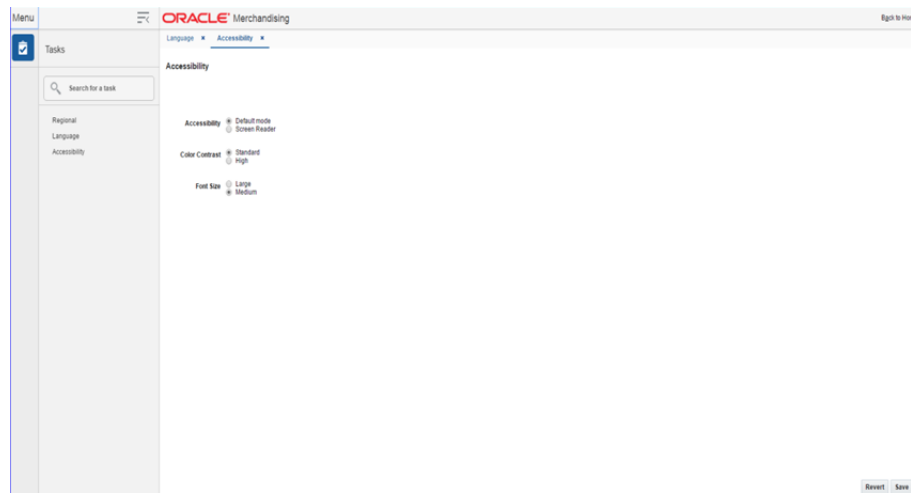 Menu
ORACLE® Merchandising
Back to Hom
Tasks
Language
Accessibility
Accessibility
Search for a task
Regional
Language
Accessibility
Accessibility
Default mode
Screen Reader
Color Contrast
Standard
High
Font Size
Large
Medium
Revert
Save